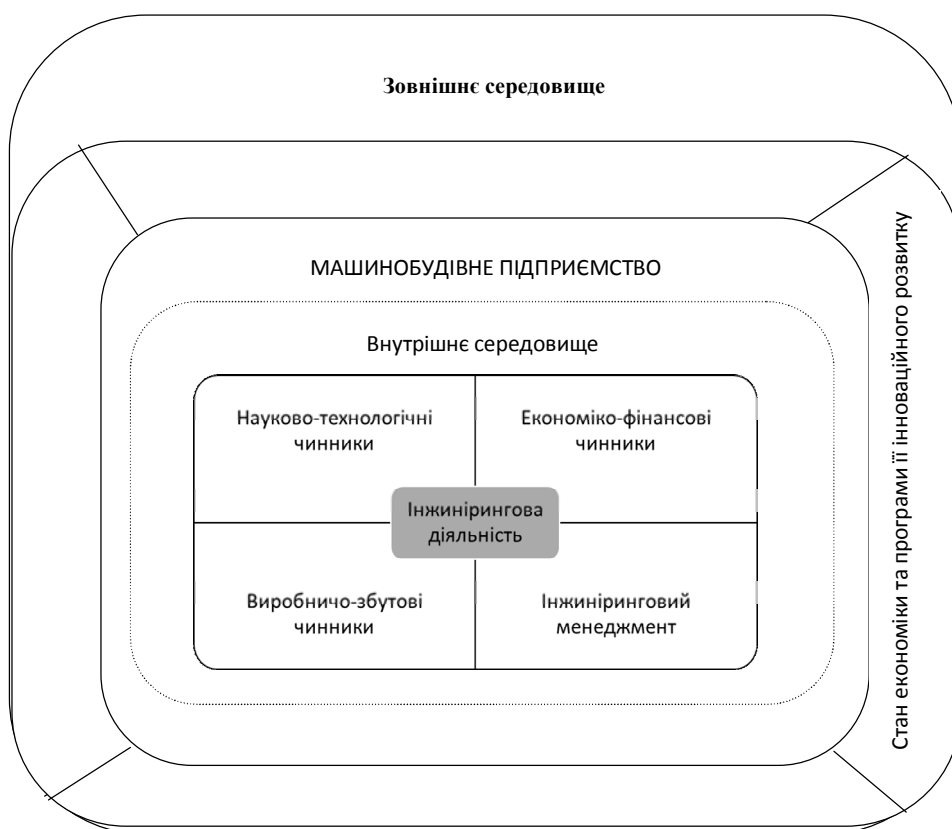 Зовнішнє середовище
МАШИНОБУДІВНЕ ПІДПРИЄМСТВО
Внутрішнє середовище
Науково-технологічні
чинники
Економіко-фінансові
чинники
Інжинірингова
діяльність
Виробничо-збутові
чинники
Інжиніринговий
менеджмент
Стан економіки та програми її інноваційного розвитку